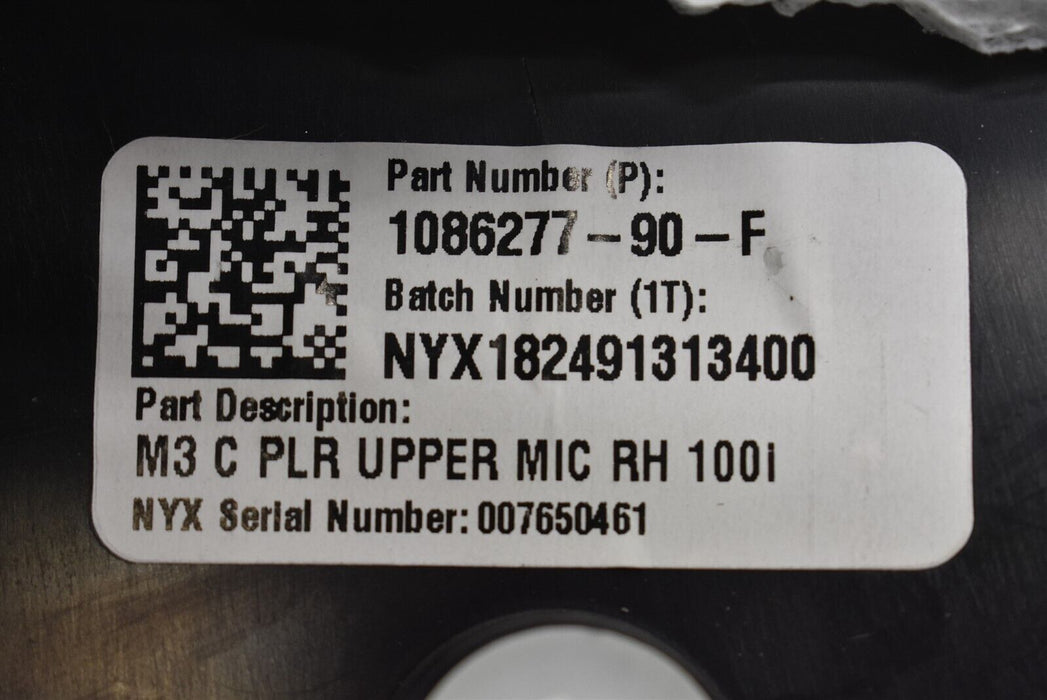 Part Number (P):
1086277-90-F
Batch Number (1T):
NYX182491313400
Part Description:
M3 C PLR UPPER MIC RH 100i
NYX Serial Number: 007650461